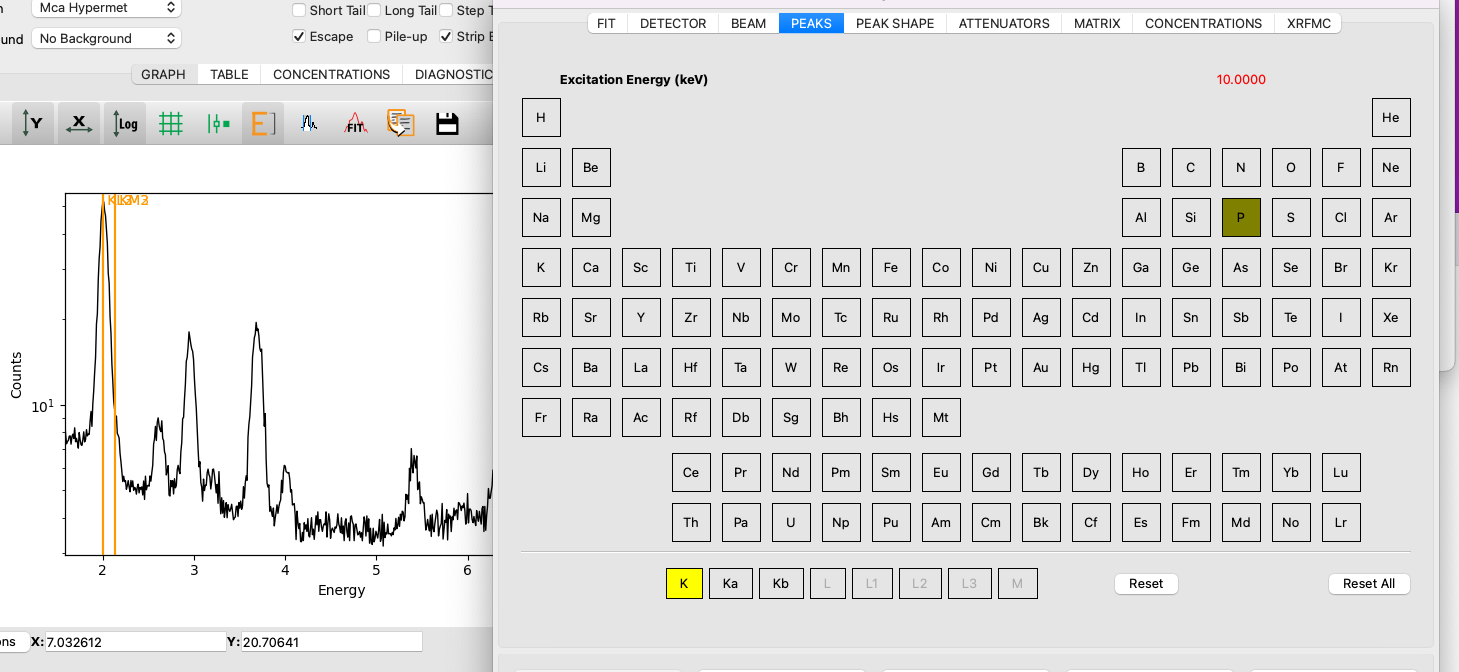 Mca Hypermet
Short Tail Long Tail Step T
und No Background
Escape Pile-up Strip B
GRAPH TABLE CONCENTRATIONS DIAGNOSTIC
Y X Log E FIT
Counts
10¹
2 3 4 5 6
Energy
ons X: 7.032612 Y: 20.70641
FIT DETECTOR BEAM PEAKS PEAK SHAPE ATTENUATORS MATRIX CONCENTRATIONS XRFMC
Excitation Energy (keV) 10.0000
H He
Li Be B C N O F Ne
Na Mg Al Si P S Cl Ar
K Ca Sc Ti V Cr Mn Fe Co Ni Cu Zn Ga Ge As Se Br Kr
Rb Sr Y Zr Nb Mo Tc Ru Rh Pd Ag Cd In Sn Sb Te I Xe
Cs Ba La Hf Ta W Re Os Ir Pt Au Hg Tl Pb Bi Po At Rn
Fr Ra Ac Rf Db Sg Bh Hs Mt
Ce Pr Nd Pm Sm Eu Gd Tb Dy Ho Er Tm Yb Lu
Th Pa U Np Pu Am Cm Bk Cf Es Fm Md No Lr
K Ka Kb L L1 L2 L3 M Reset Reset All